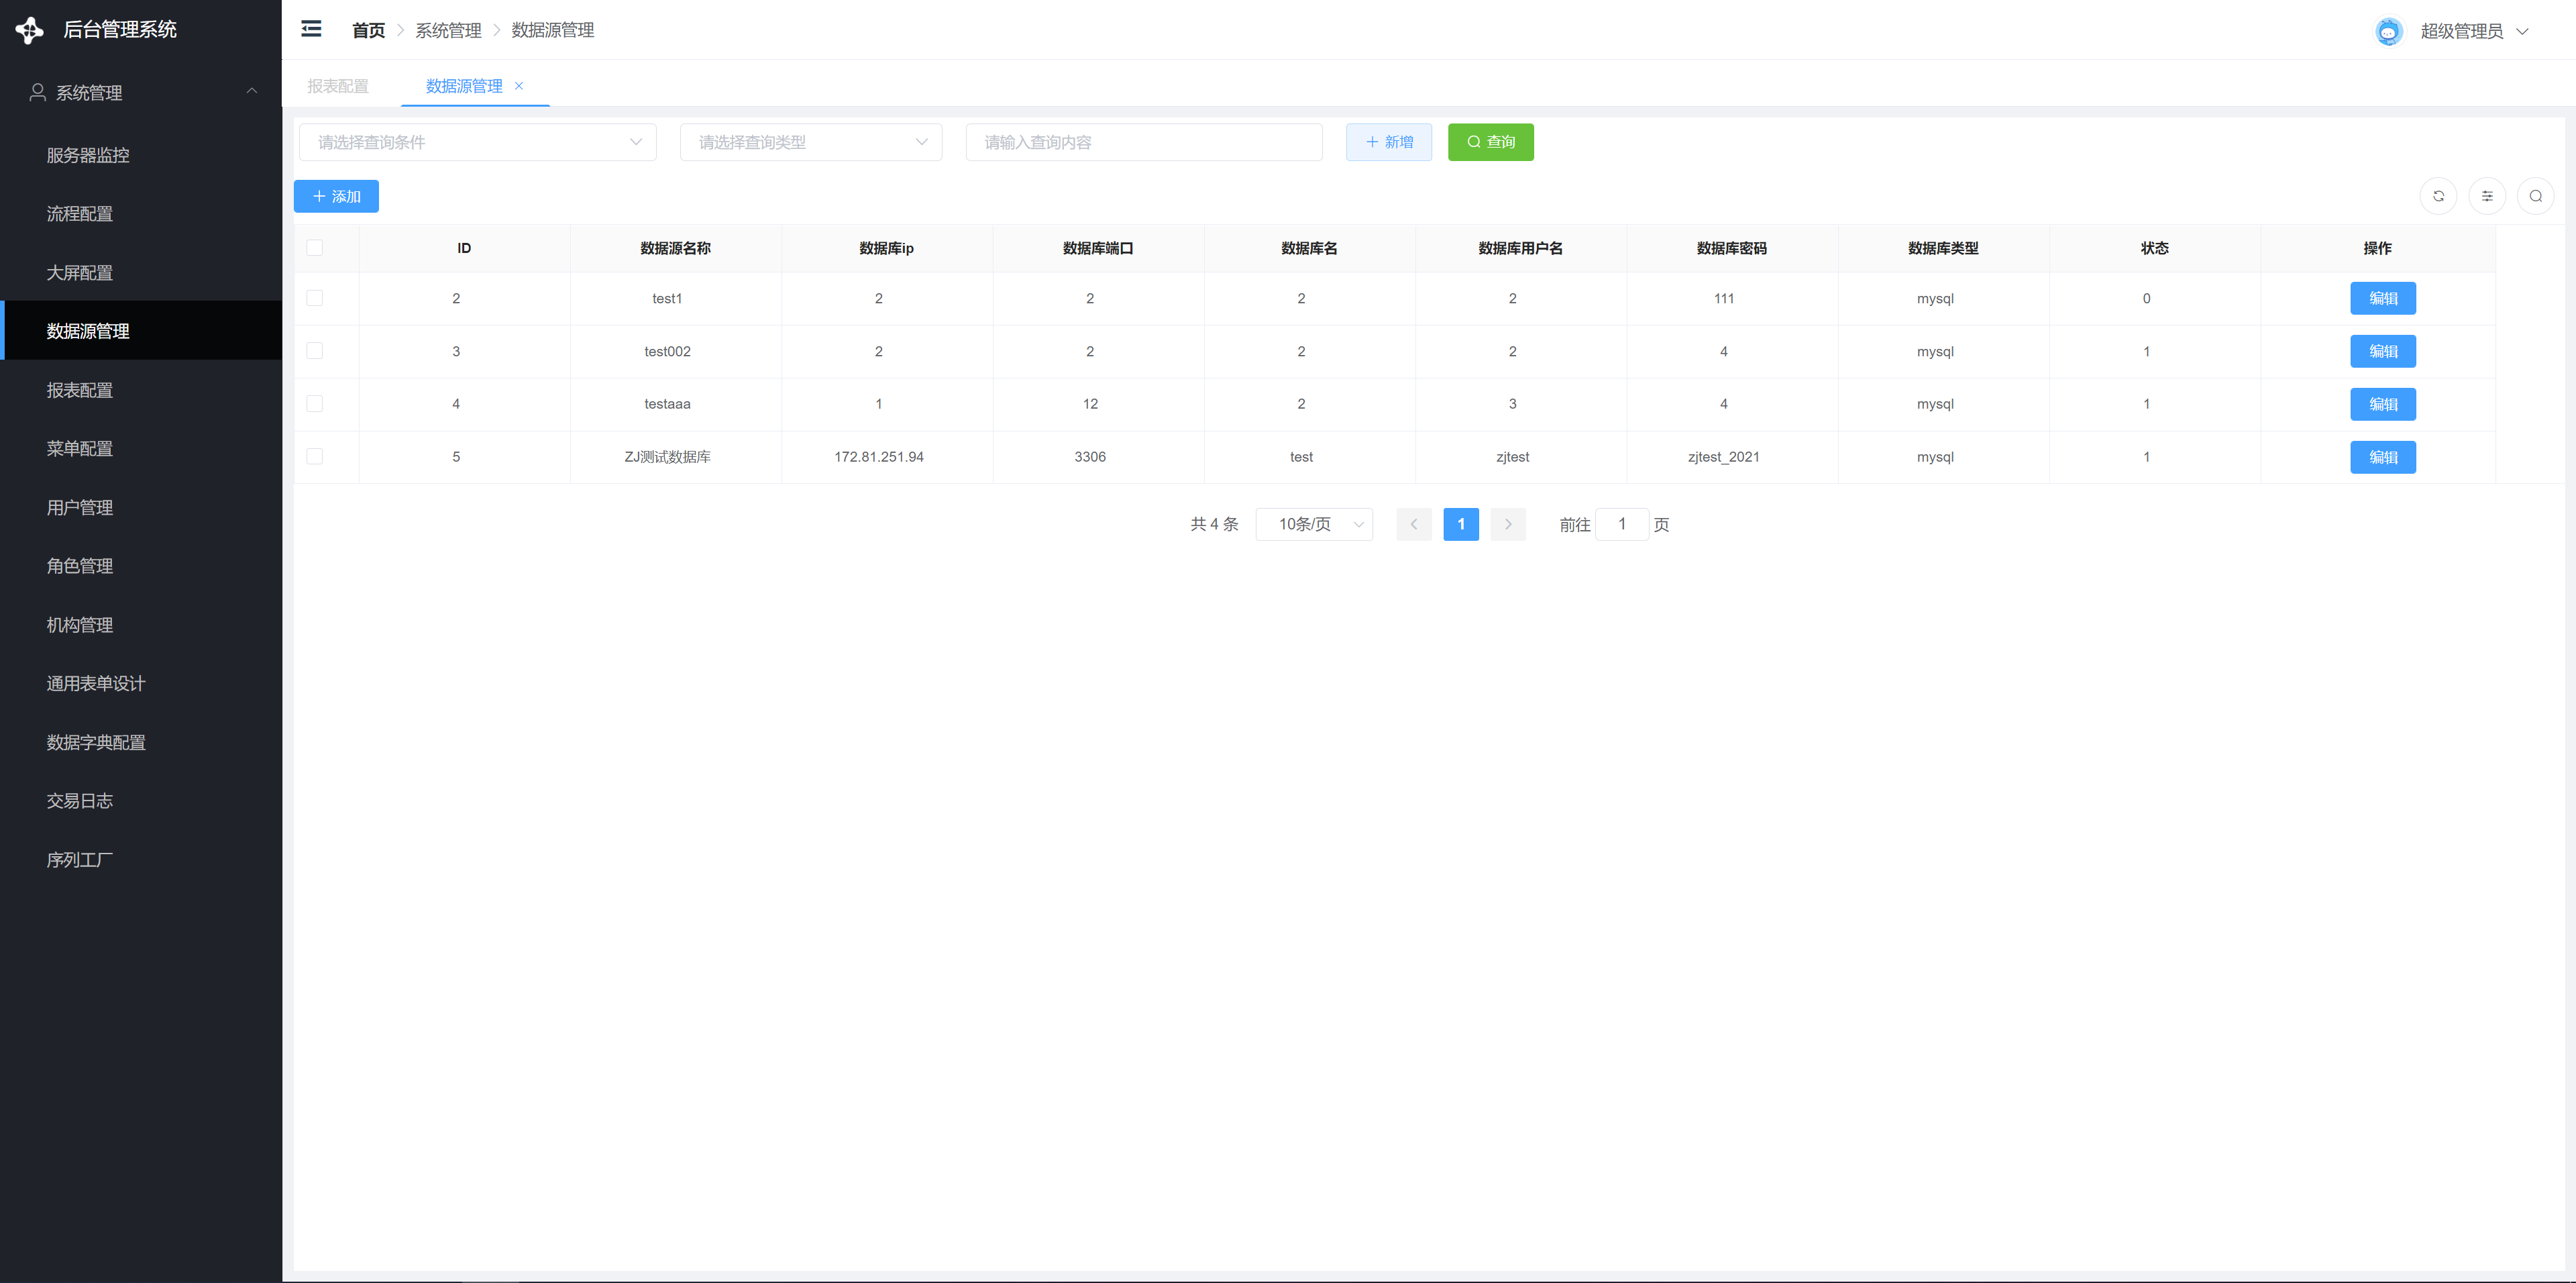 后台管理系统
首页 系统管理 数据源管理
超级管理员
系统管理
服务器监控
流程配置
大屏配置
数据源管理
报表配置
菜单配置
用户管理
角色管理
机构管理
通用表单设计
数据字典配置
交易日志
序列工厂
报表配置 数据源管理
请选择查询条件 请选择查询类型 请输入查询内容 新增 查询
添加
ID 数据源名称 数据库ip 数据库端口 数据库名 数据库用户名 数据库密码 数据库类型 状态 操作
2 test1 2 2 2 2 111 mysql 0 编辑
3 test002 2 2 2 2 4 mysql 1 编辑
4 testaaa 1 12 2 3 4 mysql 1 编辑
5 ZJ测试数据库 172.81.251.94 3306 test zjtest zjtest_2021 mysql 1 编辑
共 4 条 10条/页 1 前往 1 页